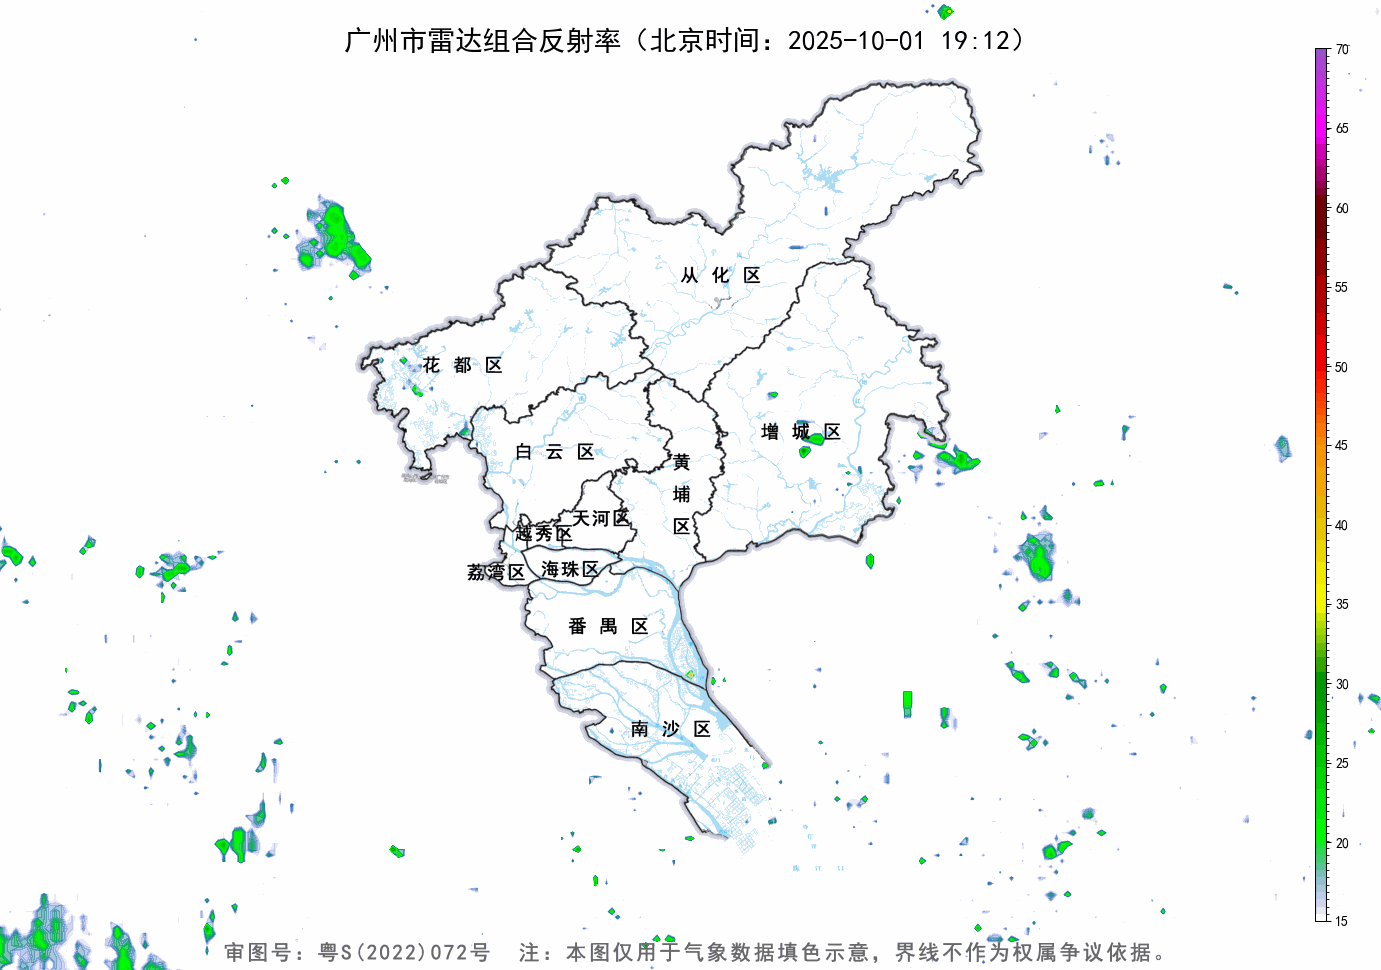 广州市雷达组合反射率（北京时间：2025-10-01 19:12）
70
65
60
55
50
45
40
35
30
25
20
15
从化区
花都区
增城区
白云区
黄埔区
天河区
越秀区
荔湾区
海珠区
番禺区
南沙区
审图号：粤S(2022)072号 注：本图仅用于气象数据填色示意，界线不作为权属争议依据。